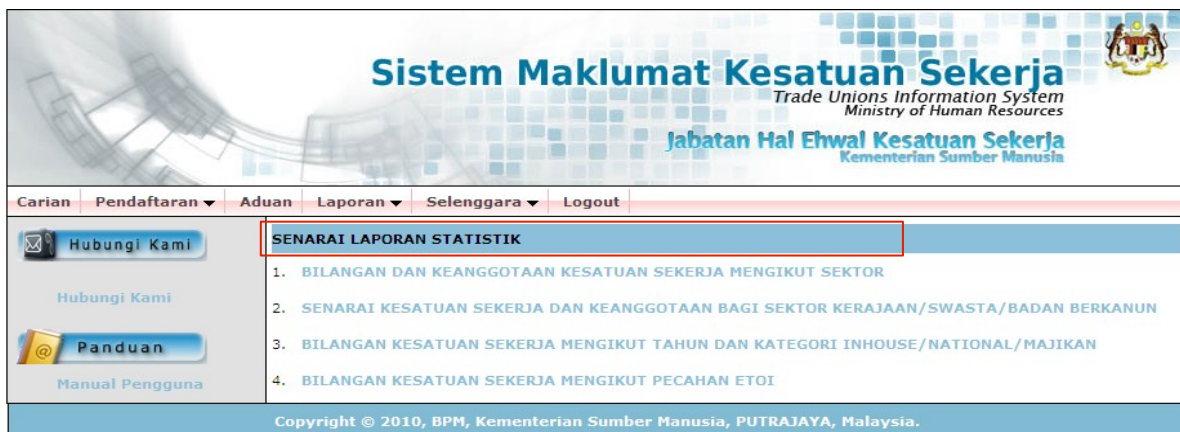 Sistem Maklumat Kesatuan Sekerja
Trade Unions Information System
Ministry of Human Resources
Jabatan Hal Ehwal Kesatuan Sekerja
Kementerian Sumber Manusia
Carian Pendaftaran Aduan Laporan Selenggara Logout
Hubungi Kami
Hubungi Kami
@ Panduan
Manual Pengguna
SENARAI LAPORAN STATISTIK
1. BILANGAN DAN KEANGGOTAAN KESATUAN SEKERJA MENGIKUT SEKTOR
2. SENARAI KESATUAN SEKERJA DAN KEANGGOTAAN BAGI SEKTOR KERAJAAN/SWASTA/BADAN BERKANUN
3. BILANGAN KESATUAN SEKERJA MENGIKUT TAHUN DAN KATEGORI INHOUSE/NATIONAL/MAJIKAN
4. BILANGAN KESATUAN SEKERJA MENGIKUT PECAHAN ETOI
Copyright © 2010, BPM, Kementerian Sumber Manusia, PUTRAJAYA, Malaysia.